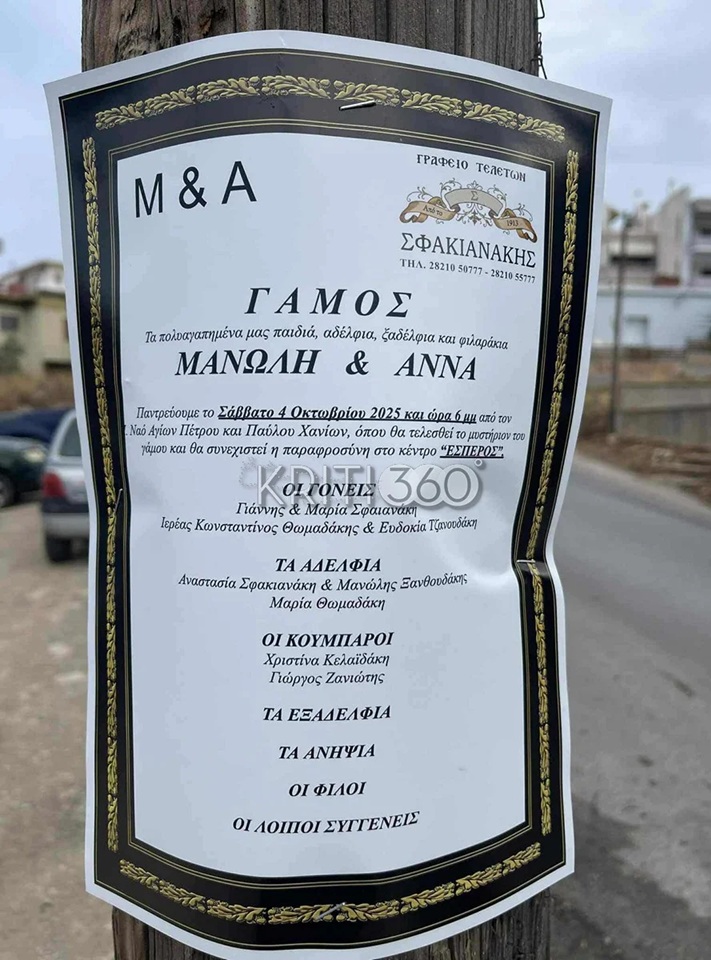 Μ & Α
ΓΡΑΦΕΙΟ ΤΕΛΕΤΩΝ
Σ
Από το 1913
ΣΦΑΚΙΑΝΑΚΗΣ
ΤΗΛ. 28210 50777 - 28210 55777
ΓΑΜΟΣ
Τα πολυαγαπημένα μας παιδιά, αδέλφια, ξαδέλφια και φιλαράκια
ΜΑΝΩΛΗ & ΑΝΝΑ
Παντρεύουμε το Σάββατο 4 Οκτωβρίου 2025 και ώρα 6 μμ από τον
Ι. Ναό Αγίων Πέτρου και Παύλου Χανίων, όπου θα τελεσθεί το μυστήριον του
γάμου και θα συνεχιστεί η παραφροσύνη στο κέντρο “ΕΣΠΕΡΟΣ”.
KRITI 360°
ΟΙ ΓΟΝΕΙΣ
Γιάννης & Μαρία Σφαιανάκη
Ιερέας Κωνσταντίνος Θωμαδάκης & Ευδοκία Τζανουδάκη
ΤΑ ΑΔΕΛΦΙΑ
Αναστασία Σφακιανάκη & Μανώλης Ξανθουδάκης
Μαρία Θωμαδάκη
ΟΙ ΚΟΥΜΠΑΡΟΙ
Χριστίνα Κελαϊδάκη
Γιώργος Ζανιώτης
ΤΑ ΕΞΑΔΕΛΦΙΑ
ΤΑ ΑΝΗΨΙΑ
ΟΙ ΦΙΛΟΙ
ΟΙ ΛΟΙΠΟΙ ΣΥΓΓΕΝΕΙΣ